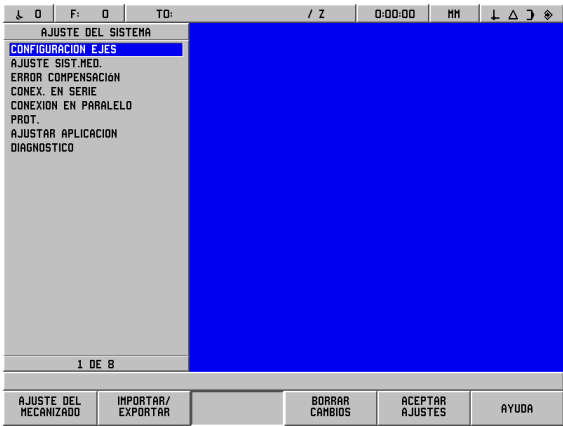 0 F: 0 T0: / Z 0:00:00 MM
AJUSTE DEL SISTEMA
CONFIGURACION EJES
AJUSTE SIST.MED.
ERROR COMPENSACIóN
CONEX. EN SERIE
CONEXION EN PARALELO
PROT.
AJUSTAR APLICACION
DIAGNOSTICO
1 DE 8
AJUSTE DEL MECANIZADO
IMPORTAR/ EXPORTAR
BORRAR CAMBIOS
ACEPTAR AJUSTES
AYUDA